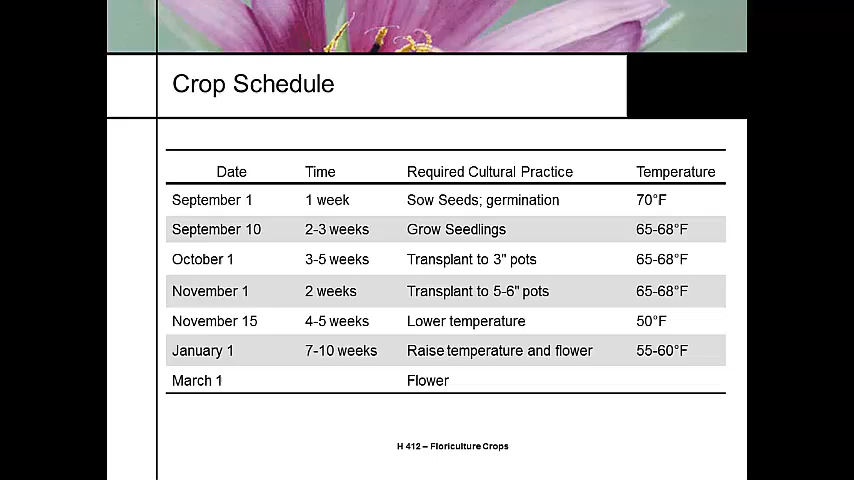 Crop Schedule
Date Time Required Cultural Practice Temperature
September 1 1 week Sow Seeds; germination 70°F
September 10 2-3 weeks Grow Seedlings 65-68°F
October 1 3-5 weeks Transplant to 3" pots 65-68°F
November 1 2 weeks Transplant to 5-6" pots 65-68°F
November 15 4-5 weeks Lower temperature 50°F
January 1 7-10 weeks Raise temperature and flower 55-60°F
March 1 Flower
H 412 – Floriculture Crops